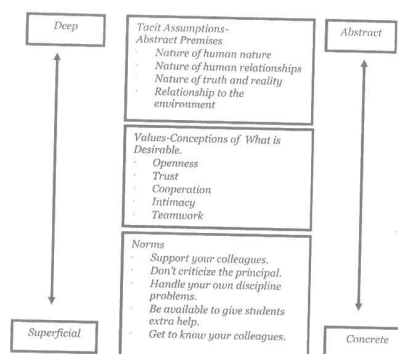 Deep
Tacit Assumptions-
Abstract Premises
· Nature of human nature
· Nature of human relationships
· Nature of truth and reality
· Relationship to the
environment
Abstract
Values-Conceptions of What is
Desirable.
· Openness
· Trust
· Cooperation
· Intimacy
· Teamwork
Norms
· Support your colleagues.
· Don't criticize the principal.
· Handle your own discipline
problems.
· Be available to give students
extra help.
· Get to know your colleagues.
Superficial
Concrete